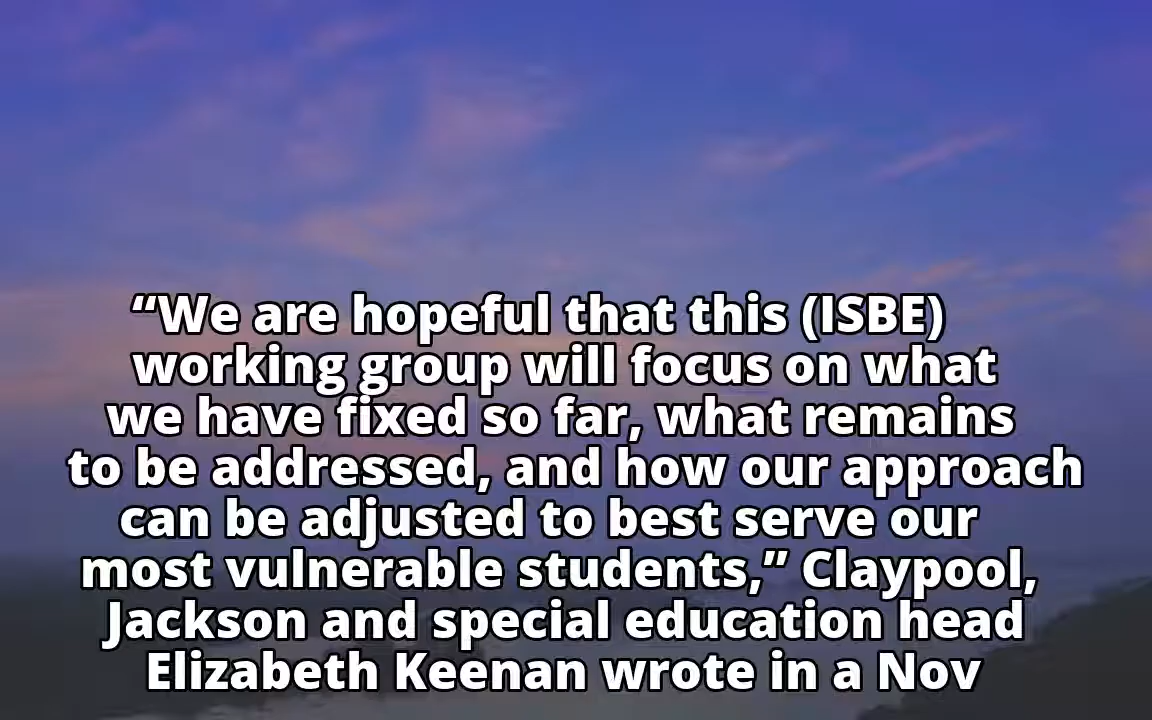 “We are hopeful that this (ISBE)
working group will focus on what
we have fixed so far, what remains
to be addressed, and how our approach
can be adjusted to best serve our
most vulnerable students,” Claypool,
Jackson and special education head
Elizabeth Keenan wrote in a Nov